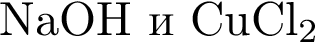 NaOH и CuCl₂